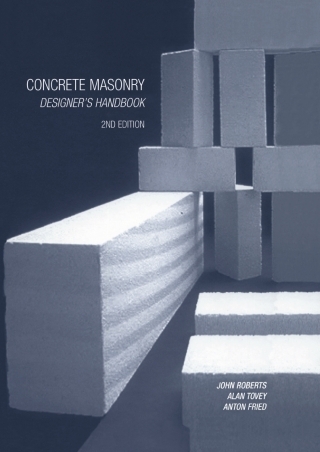 CONCRETE MASONRY
DESIGNER'S HANDBOOK
2ND EDITION
JOHN ROBERTS
ALAN TOVEY
ANTON FRIED